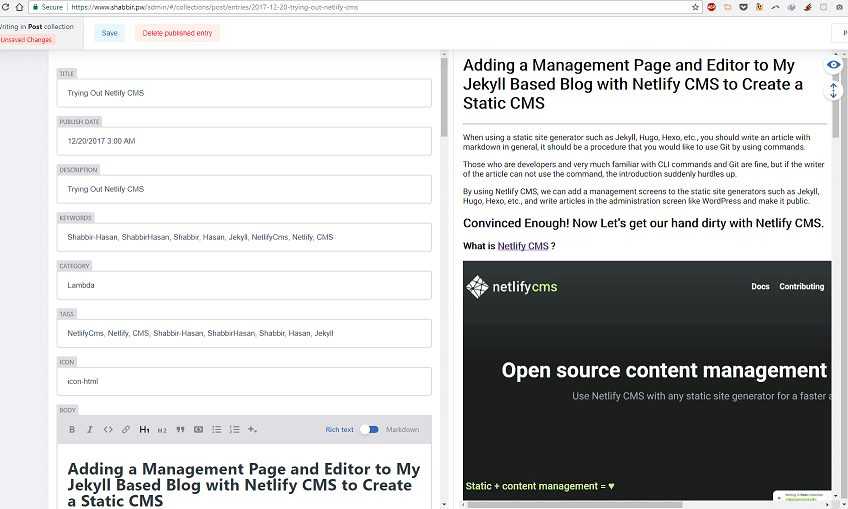 Secure https://www.shabbir.pw/admin/#/collections/post/entries/2017-12-20-trying-out-netlify-cms
Writing in Post collection
Unsaved Changes
Save
Delete published entry
P
TITLE
Trying Out Netlify CMS
PUBLISH DATE
12/20/2017 3:00 AM
DESCRIPTION
Trying Out Netlify CMS
KEYWORDS
Shabbir-Hasan, ShabbirHasan, Shabbir, Hasan, Jekyll, NetlifyCms, Netlify, CMS
CATEGORY
Lambda
TAGS
NetlifyCms, Netlify, CMS, Shabbir-Hasan, ShabbirHasan, Shabbir, Hasan, Jekyll
ICON
icon-html
BODY
B I H1 H2 Rich text Markdown
Adding a Management Page and Editor to My
Jekyll Based Blog with Netlify CMS to Create
a Static CMS
Adding a Management Page and Editor to My
Jekyll Based Blog with Netlify CMS to Create a
Static CMS
When using a static site generator such as Jekyll, Hugo, Hexo, etc., you should write an article with
markdown in general, it should be a procedure that you would like to use Git by using commands.
Those who are developers and very much familiar with CLI commands and Git are fine, but if the writer
of the article can not use the command, the introduction suddenly hurdles up.
By using Netlify CMS, we can add a management screens to the static site generators such as Jekyll,
Hugo, Hexo, etc., and write articles in the administration screen like WordPress and make it public.
Convinced Enough! Now Let's get our hand dirty with Netlify CMS.
What is Netlify CMS ?
netlifycms
Docs Contributing
Open source content management
Use Netlify CMS with any static site generator for a faster a
Static + content management = ♥
Writing in Post collection